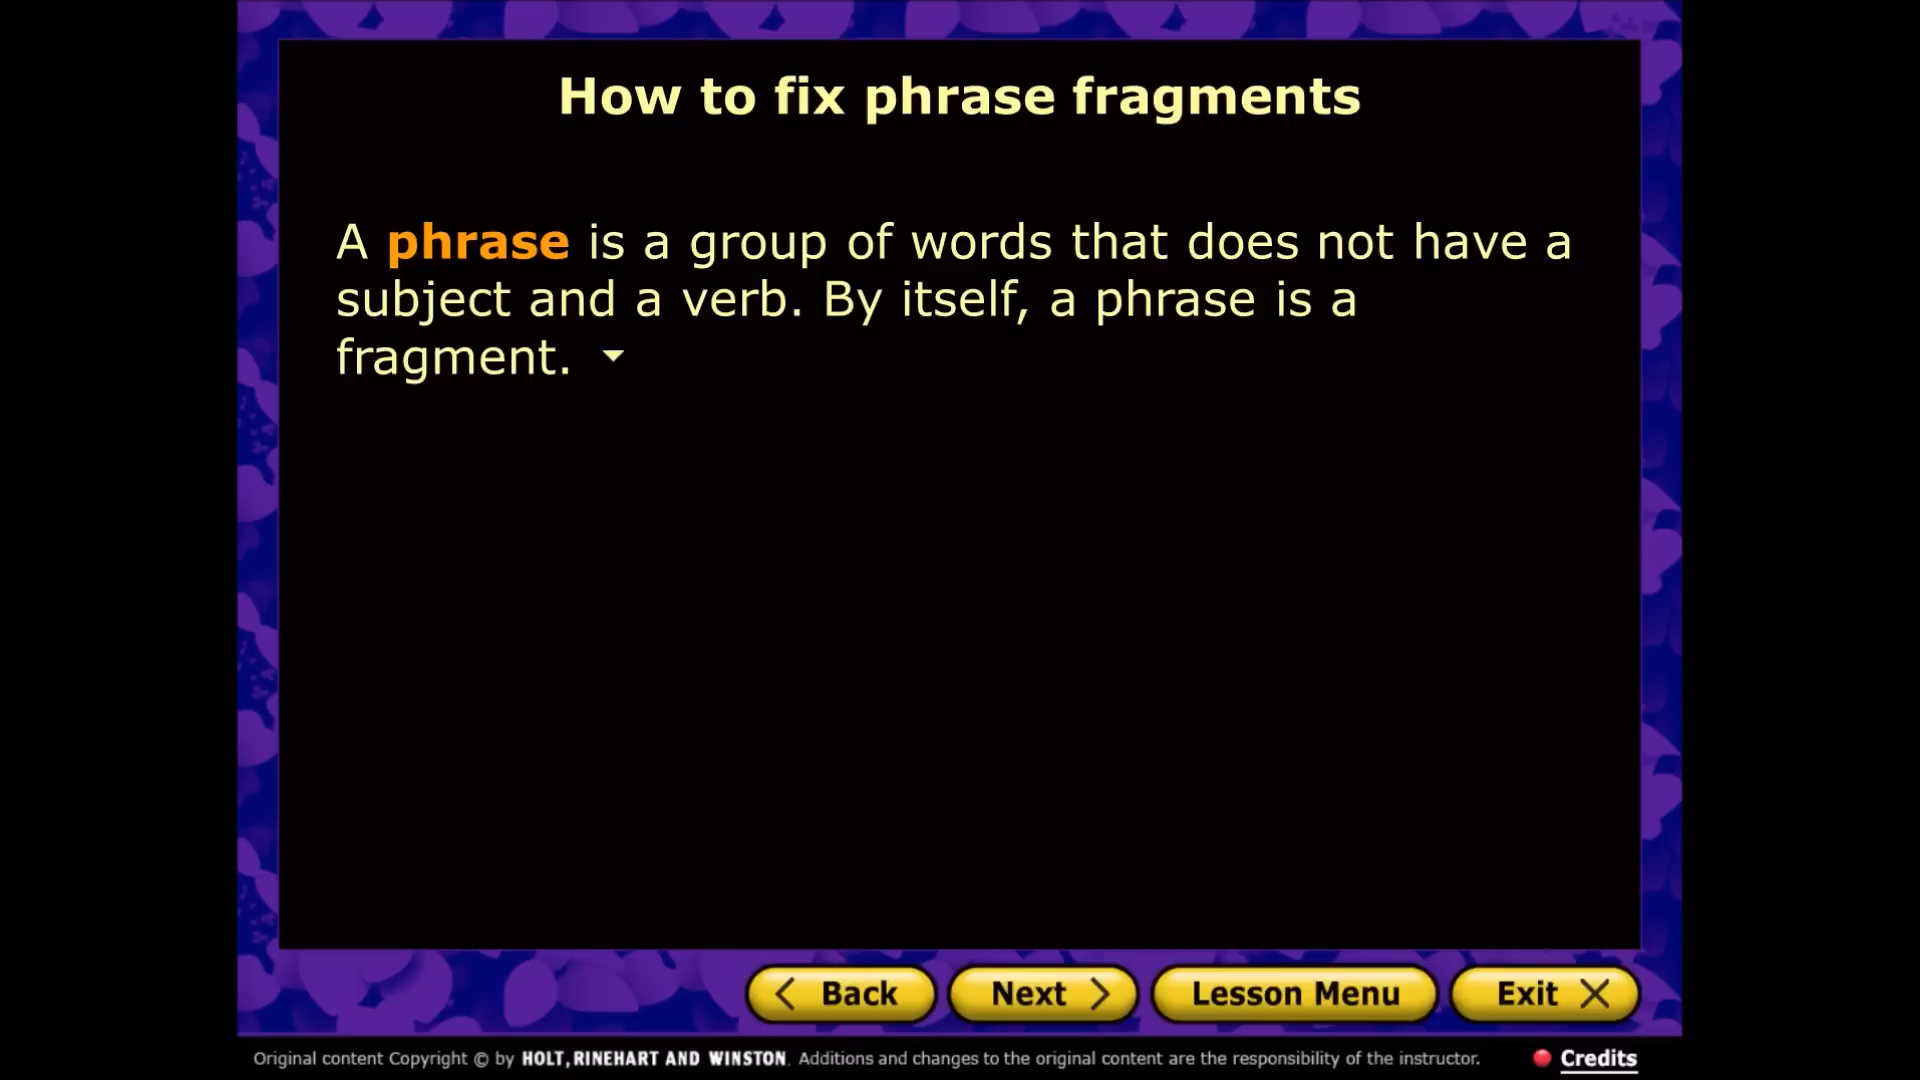 How to fix phrase fragments
A phrase is a group of words that does not have a
subject and a verb. By itself, a phrase is a
fragment.
Back
Next
Lesson Menu
Exit
Original content Copyright © by HOLT, RINEHART AND WINSTON. Additions and changes to the original content are the responsibility of the instructor.
Credits